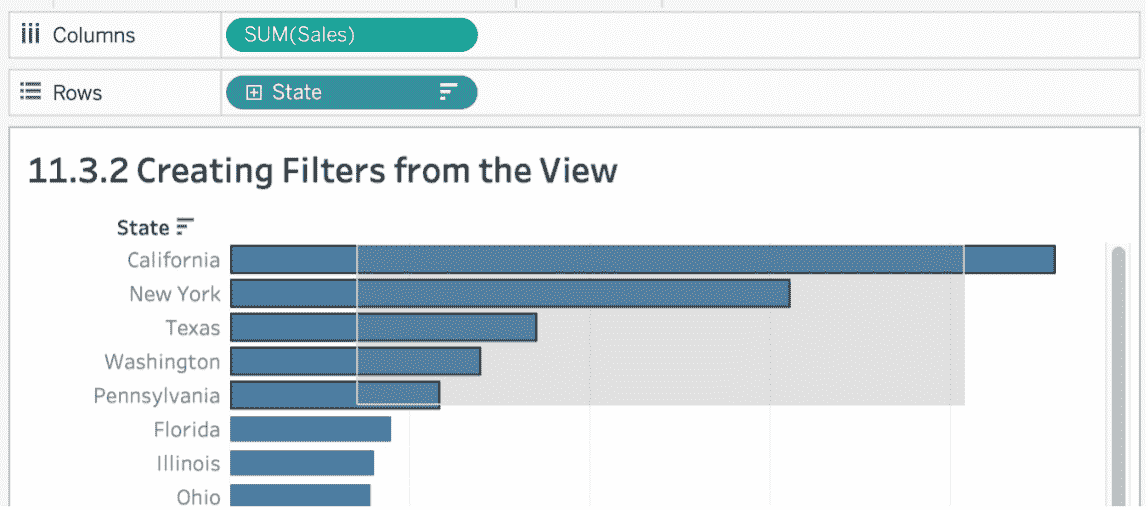 Columns SUM(Sales)
Rows State
11.3.2 Creating Filters from the View
State
California
New York
Texas
Washington
Pennsylvania
Florida
Illinois
Ohio